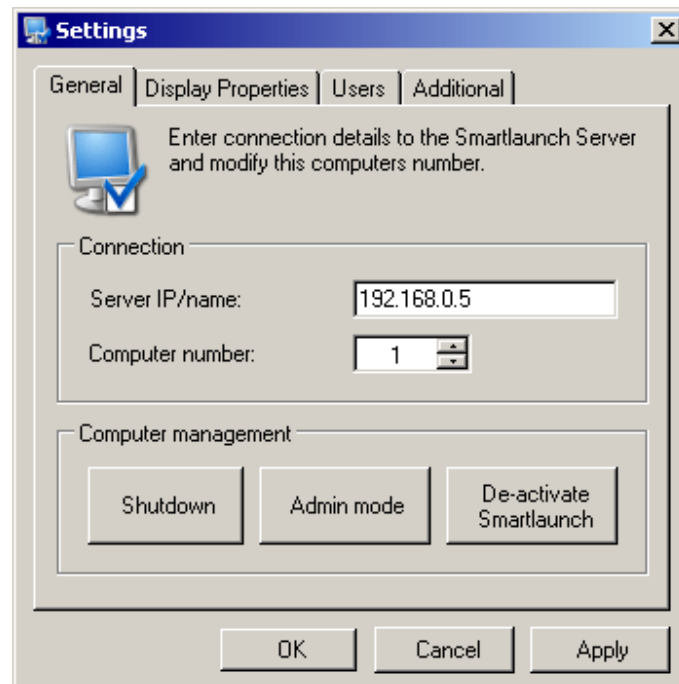 Settings
General Display Properties Users Additional
Enter connection details to the Smartlaunch Server
and modify this computers number.
Connection
Server IP/name: 192.168.0.5
Computer number: 1
Computer management
Shutdown Admin mode De-activate
Smartlaunch
OK Cancel Apply